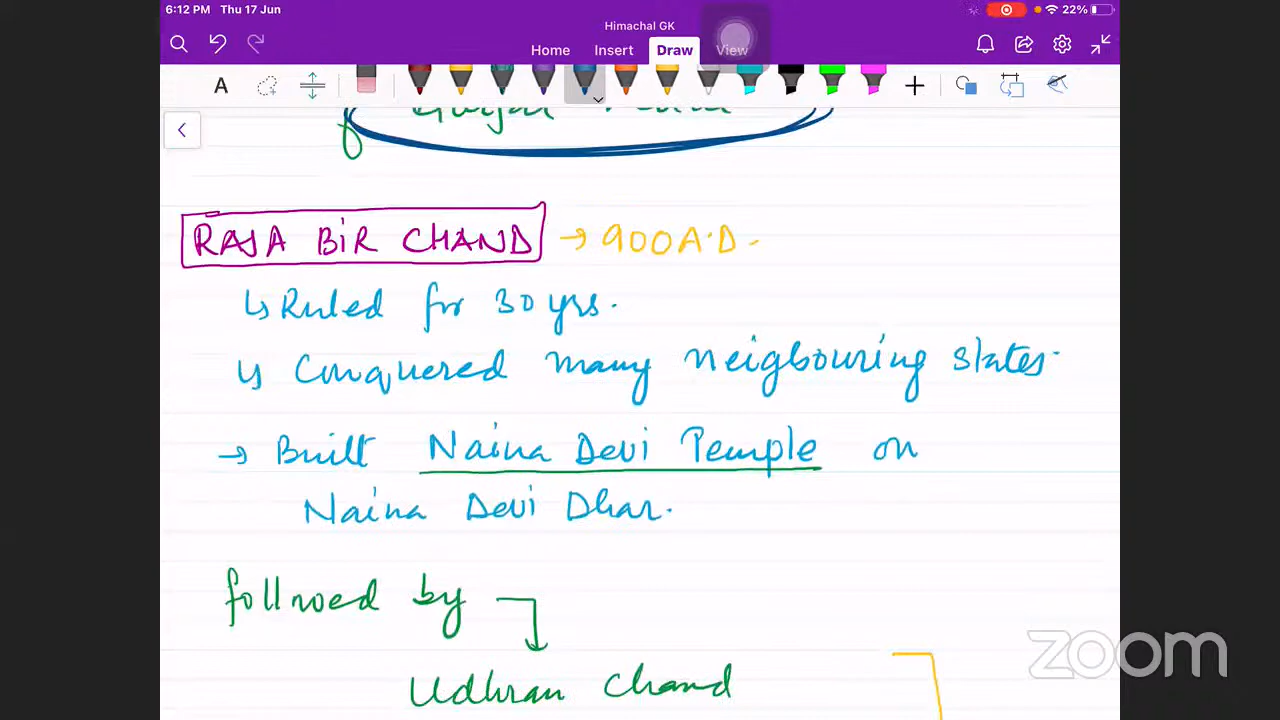 6:12 PM Thu 17 Jun
22%
Himachal GK
Home Insert Draw View
A
RAJA BIR CHAND → 900 A.D.
↳ Ruled for 30 yrs.
↳ Conquered many neigbouring states.
→ Built Naina Devi Temple on
Naina Devi Dhar.
follwed by
Udhran Chand
zoom